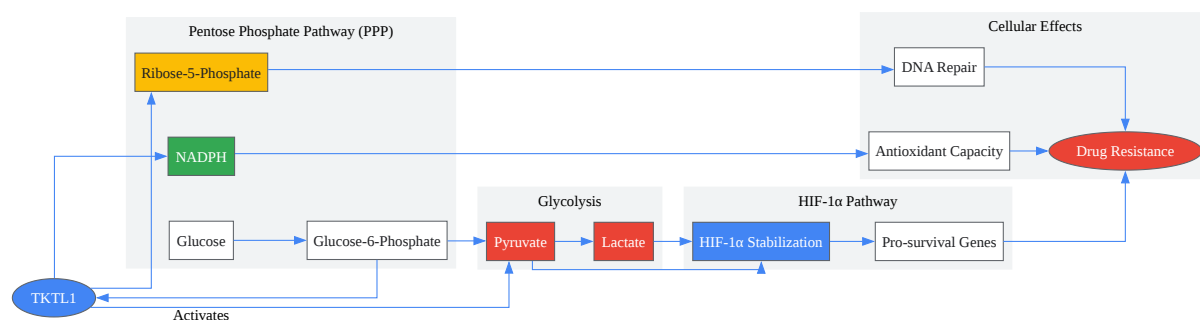 Pentose Phosphate Pathway (PPP)
Ribose-5-Phosphate
NADPH
Glucose
Glucose-6-Phosphate
TKTL1
Activates
Glycolysis
Pyruvate
Lactate
HIF-1α Pathway
HIF-1α Stabilization
Pro-survival Genes
Cellular Effects
DNA Repair
Antioxidant Capacity
Drug Resistance